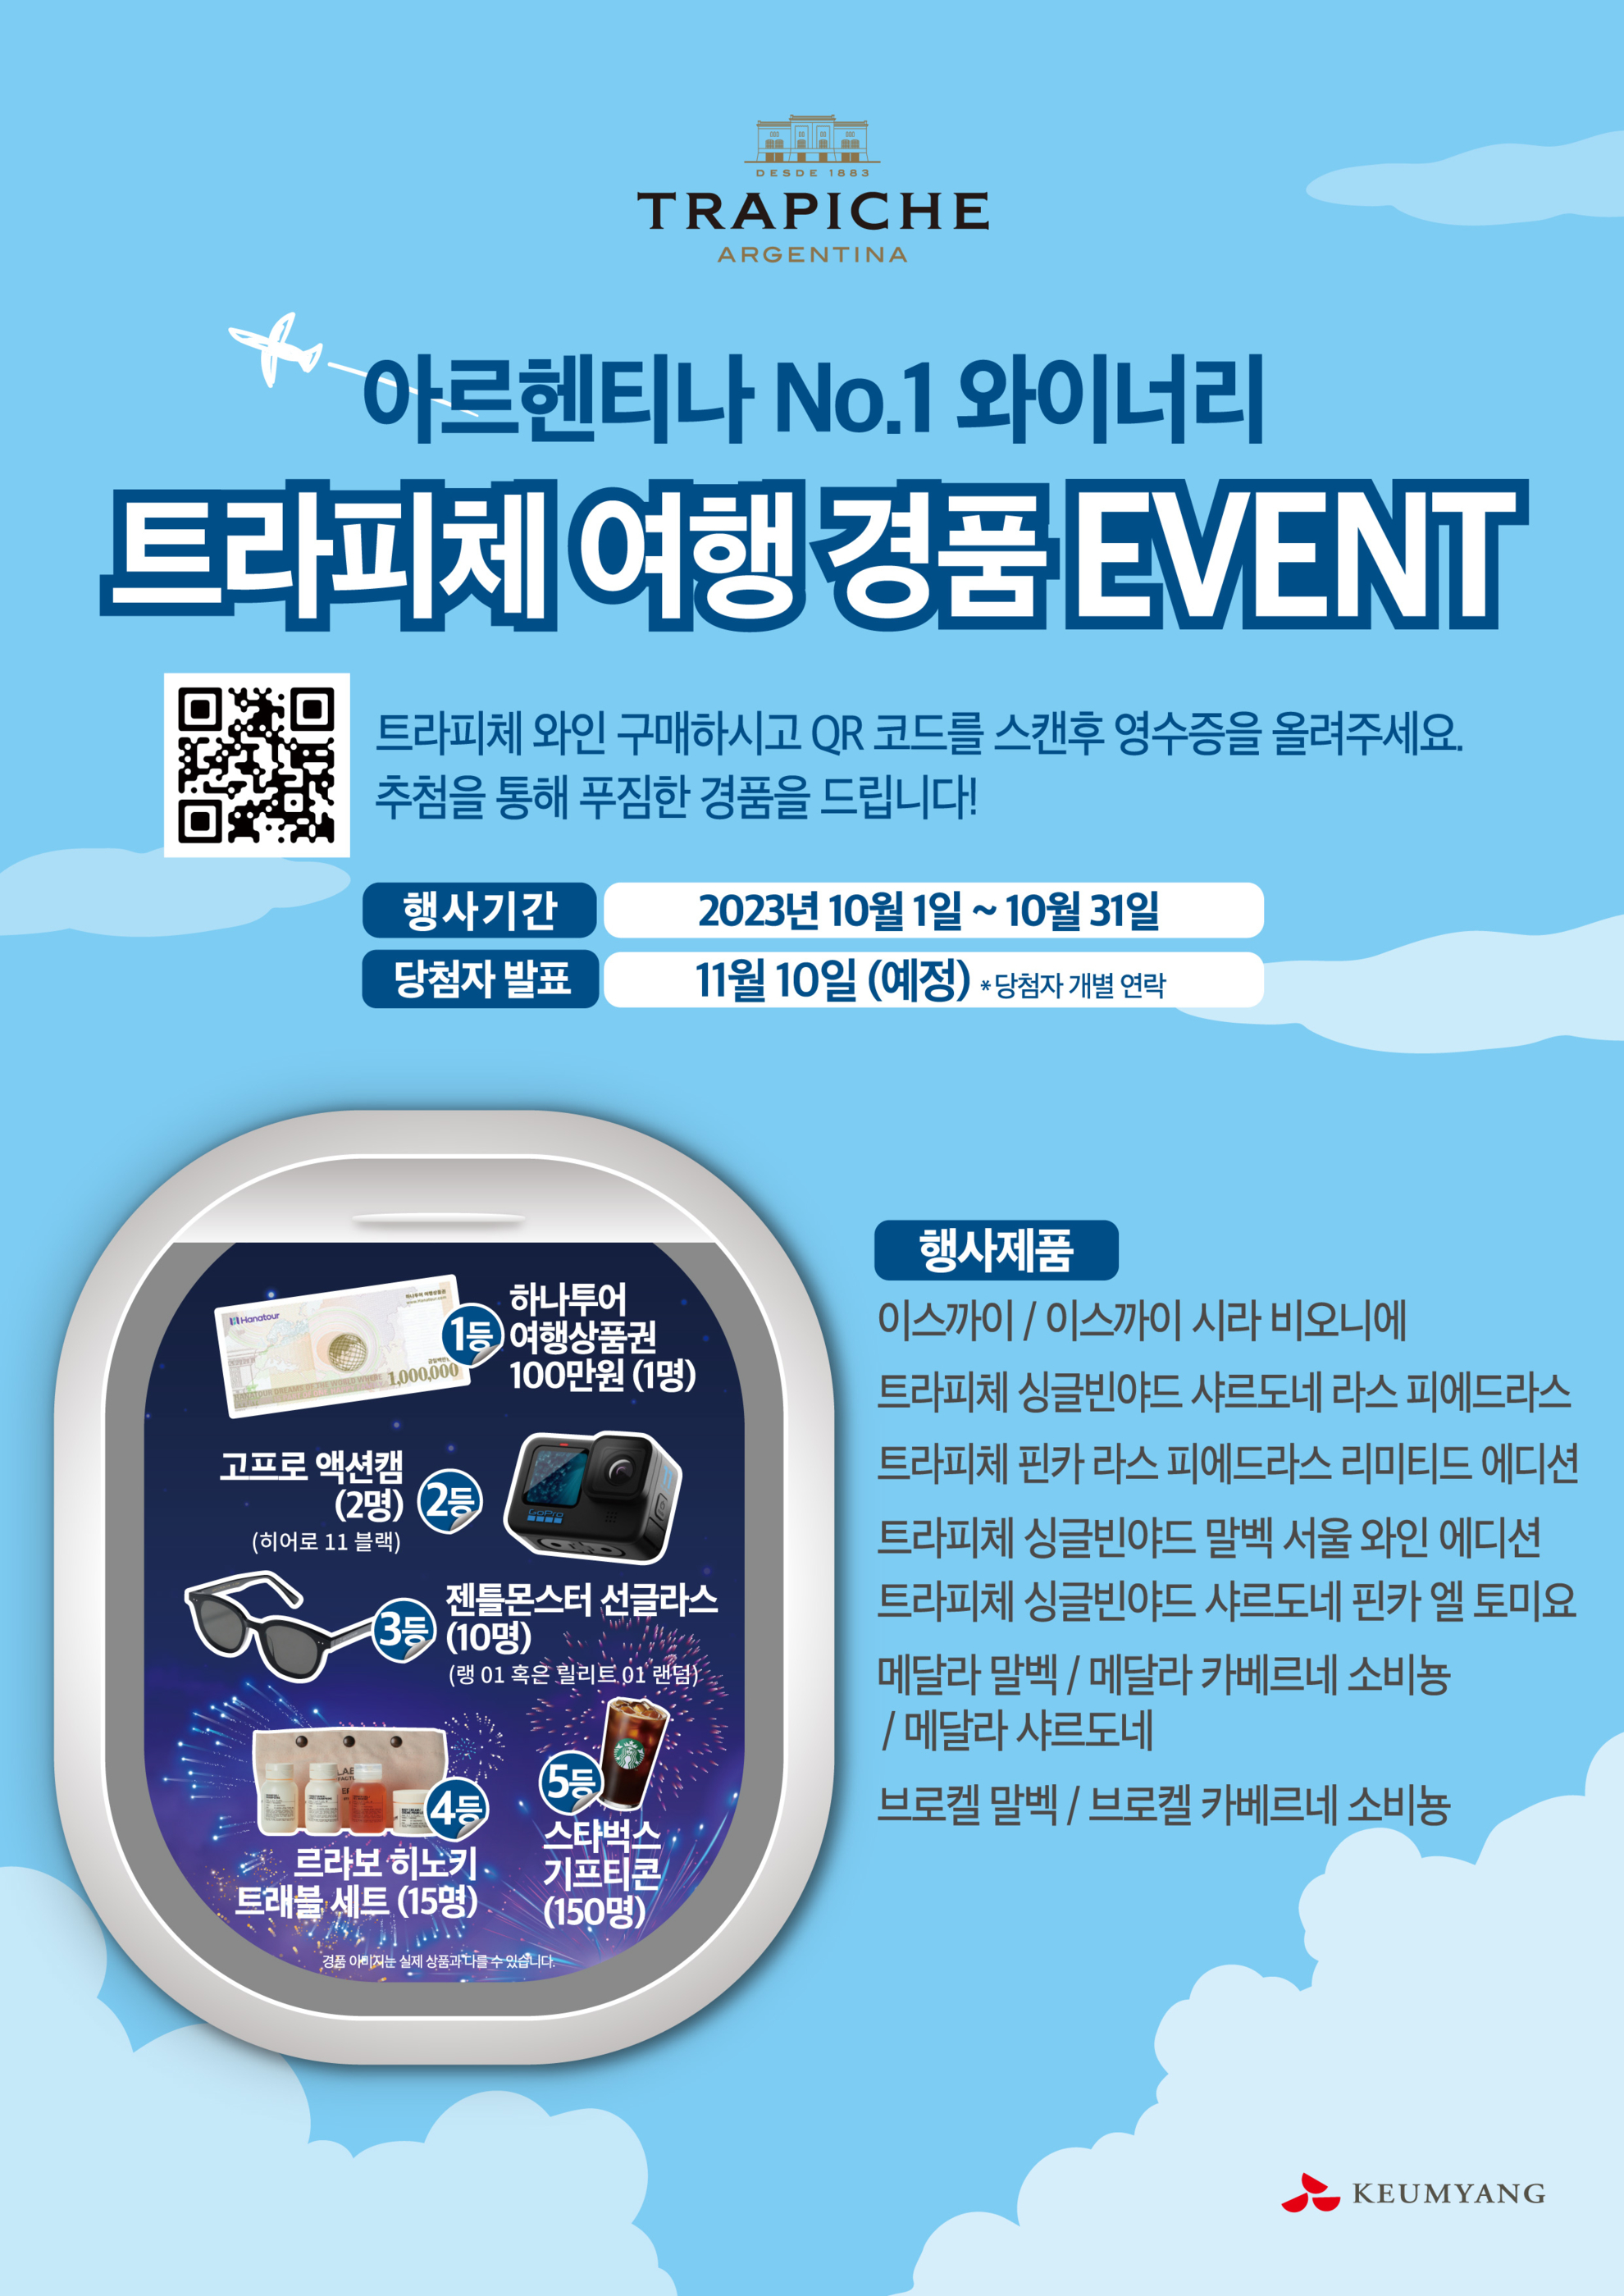 DESDE 1883
TRAPICHE
ARGENTINA
아르헨티나 No.1 와이너리
트라피체 여행 경품 EVENT
트라피체 와인 구매하시고 QR 코드를 스캔후 영수증을 올려주세요.
추첨을 통해 푸짐한 경품을 드립니다!
행사기간 2023년 10월 1일 ~ 10월 31일
당첨자 발표 11월 10일 (예정) *당첨자 개별 연락
Hanatour
1,000,000
1등
하나투어
여행상품권
100만원 (1명)
고프로 액션캠
(2명)
(히어로 11 블랙)
2등
GoPro
3등
젠틀몬스터 선글라스
(10명)
(랭 01 혹은 릴리트 01 랜덤)
4등
르라보 히노키
트래블 세트 (15명)
5등
스타벅스
기프티콘
(150명)
경품 이미지는 실제 상품과 다를 수 있습니다.
행사제품
이스까이 / 이스까이 시라 비오니에
트라피체 싱글빈야드 샤르도네 라스 피에드라스
트라피체 핀카 라스 피에드라스 리미티드 에디션
트라피체 싱글빈야드 말벡 서울 와인 에디션
트라피체 싱글빈야드 샤르도네 핀카 엘 토미요
메달라 말벡 / 메달라 카베르네 소비뇽
/ 메달라 샤르도네
브로켈 말벡 / 브로켈 카베르네 소비뇽
KEUMYANG